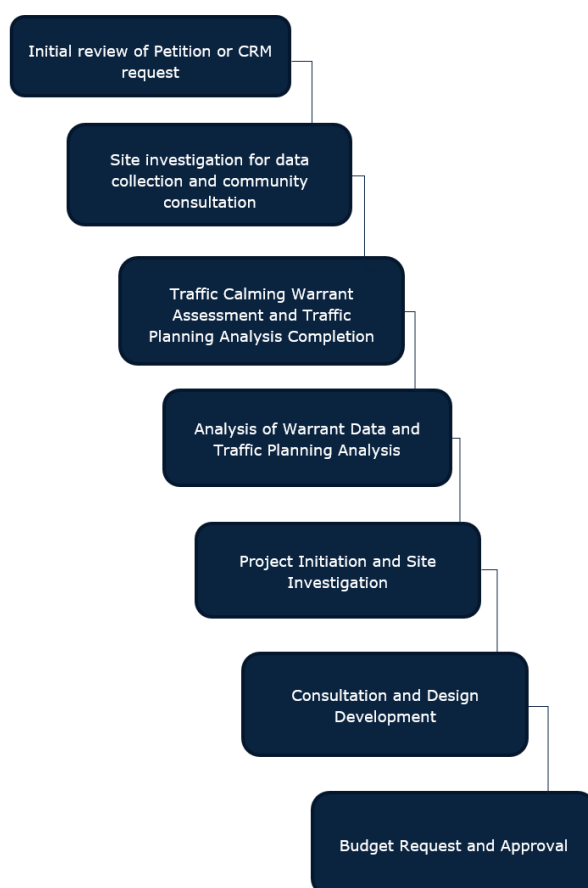 Initial review of Petition or CRM
request
Site investigation for data
collection and community
consultation
Traffic Calming Warrant
Assessment and Traffic
Planning Analysis Completion
Analysis of Warrant Data and
Traffic Planning Analysis
Project Initiation and Site
Investigation
Consultation and Design
Development
Budget Request and Approval